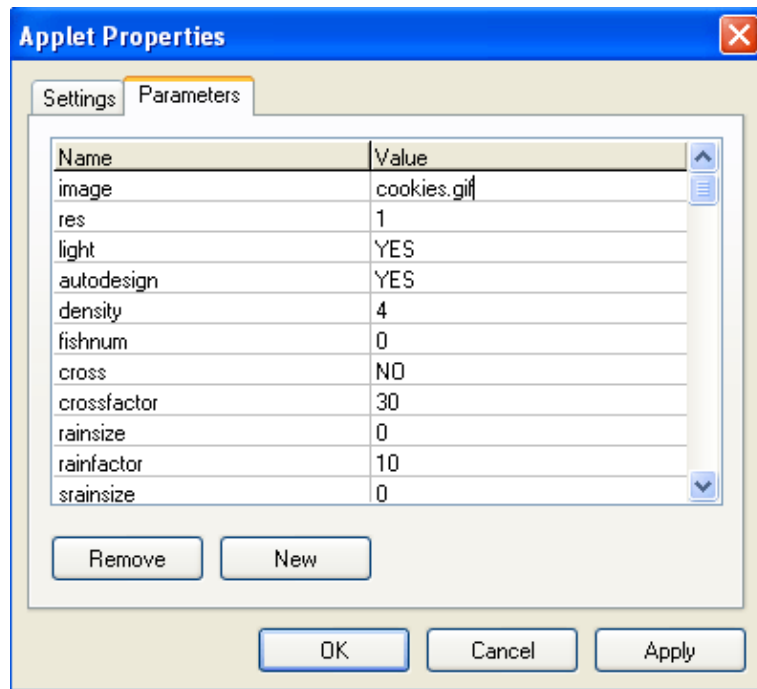 Applet Properties
Settings Parameters
Name Value
image cookies.gif
res 1
light YES
autodesign YES
density 4
fishnum 0
cross NO
crossfactor 30
rainsize 0
rainfactor 10
srainsize 0
Remove New
OK Cancel Apply